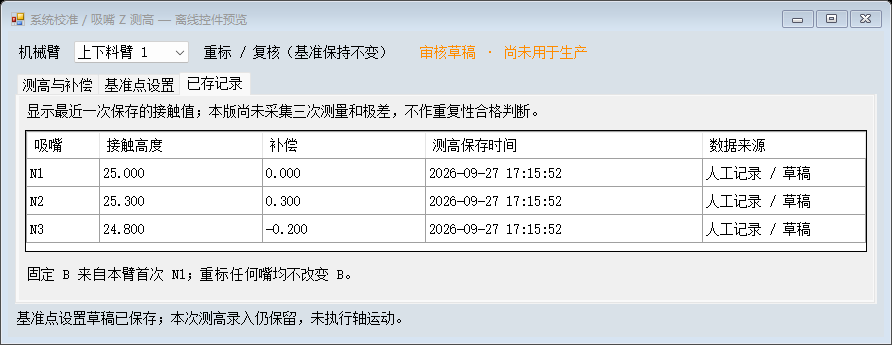 系统校准 / 吸嘴 Z 测高 — 离线控件预览
机械臂 上下料臂 1 重标 / 复核（基准保持不变） 审核草稿 · 尚未用于生产
测高与补偿 基准点设置 已存记录
显示最近一次保存的接触值；本版尚未采集三次测量和极差，不作重复性合格判断。
吸嘴 接触高度 补偿 测高保存时间 数据来源
N1 25.000 0.000 2026-09-27 17:15:52 人工记录 / 草稿
N2 25.300 0.300 2026-09-27 17:15:52 人工记录 / 草稿
N3 24.800 -0.200 2026-09-27 17:15:52 人工记录 / 草稿
固定 B 来自本臂首次 N1；重标任何嘴均不改变 B。
基准点设置草稿已保存；本次测高录入仍保留，未执行轴运动。